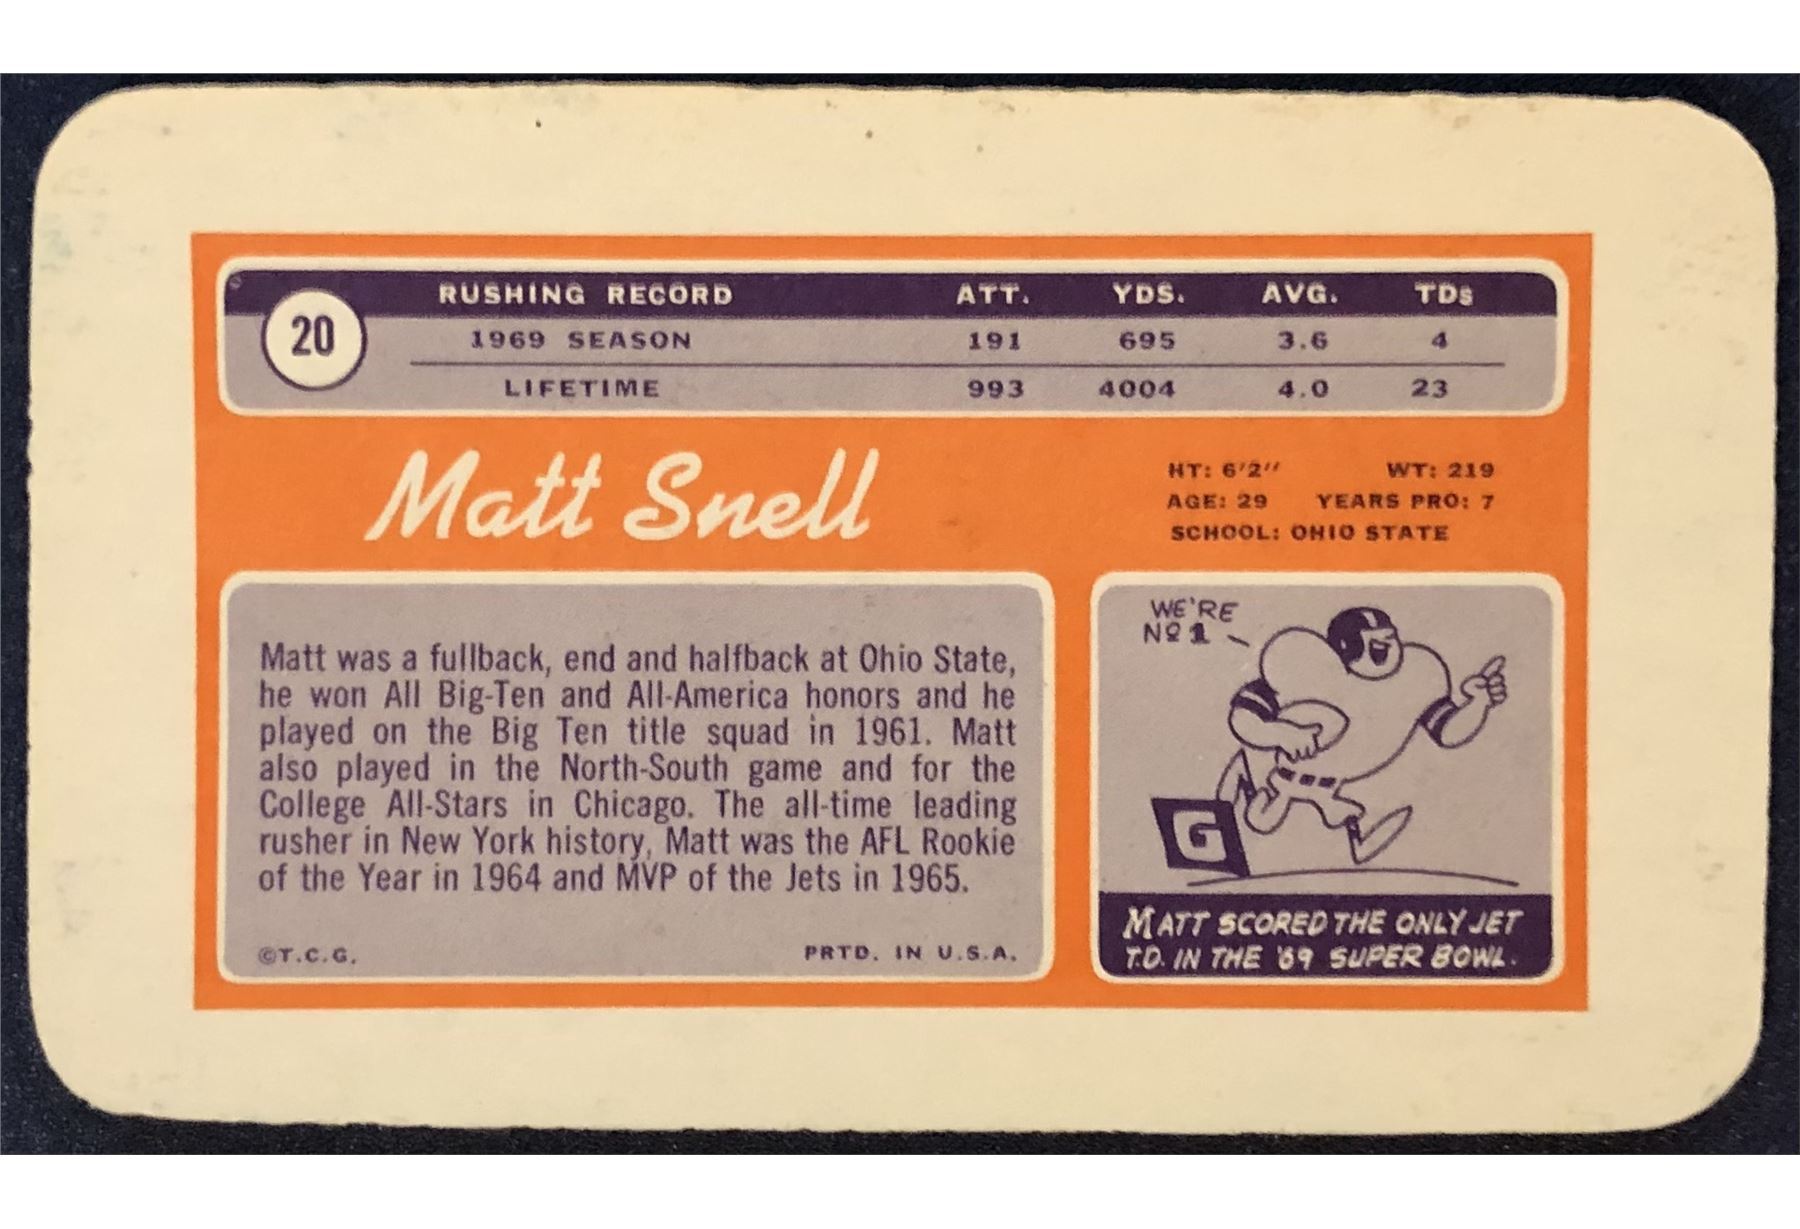 RUSHING RECORD ATT. YDS. AVG. TDs
20
1969 SEASON 191 695 3.6 4
LIFETIME 993 4004 4.0 23
Matt Snell
HT: 6'2" WT: 219
AGE: 29 YEARS PRO: 7
SCHOOL: OHIO STATE
Matt was a fullback, end and halfback at Ohio State,
he won All Big-Ten and All-America honors and he
played on the Big Ten title squad in 1961. Matt
also played in the North-South game and for the
College All-Stars in Chicago. The all-time leading
rusher in New York history, Matt was the AFL Rookie
of the Year in 1964 and MVP of the Jets in 1965.
©T.C.G. PRTD. IN U.S.A.
WE'RE
Nº 1
G
MATT SCORED THE ONLY JET
T.D. IN THE '69 SUPER BOWL.